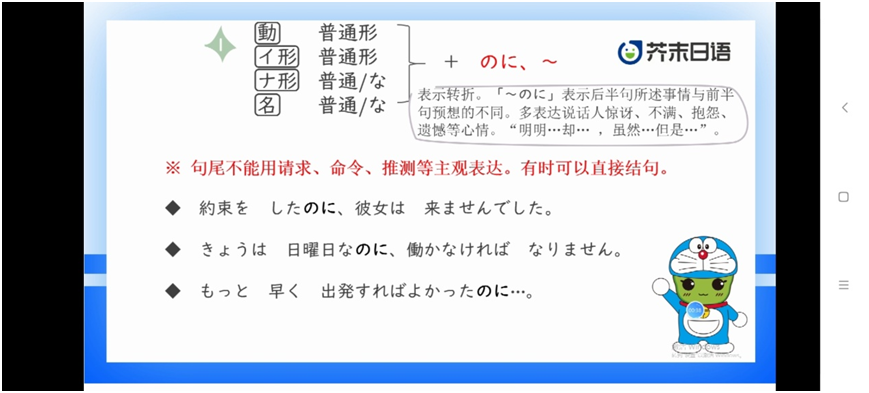 1
動 普通形
イ形 普通形
ナ形 普通/な
名 普通/な
＋ のに、～
芥末日语
表示转折。「～のに」表示后半句所述事情与前半
句预想的不同。多表达说话人惊讶、不满、抱怨、
遗憾等心情。“明明…却… ，虽然…但是…”。
※ 句尾不能用请求、命令、推测等主观表达。有时可以直接结句。
◆ 約束を したのに、彼女は 来ませんでした。
◆ きょうは 日曜日なのに、働かなければ なりません。
◆ もっと 早く 出発すればよかったのに…。